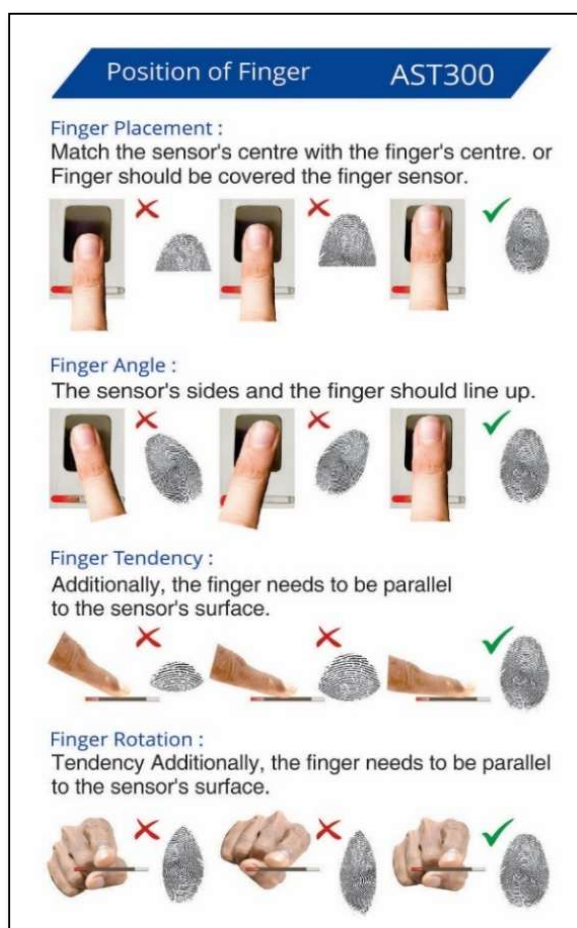 Position of Finger AST300
Finger Placement :
Match the sensor's centre with the finger's centre. or
Finger should be covered the finger sensor.
Finger Angle :
The sensor's sides and the finger should line up.
Finger Tendency :
Additionally, the finger needs to be parallel
to the sensor's surface.
Finger Rotation :
Tendency Additionally, the finger needs to be parallel
to the sensor's surface.